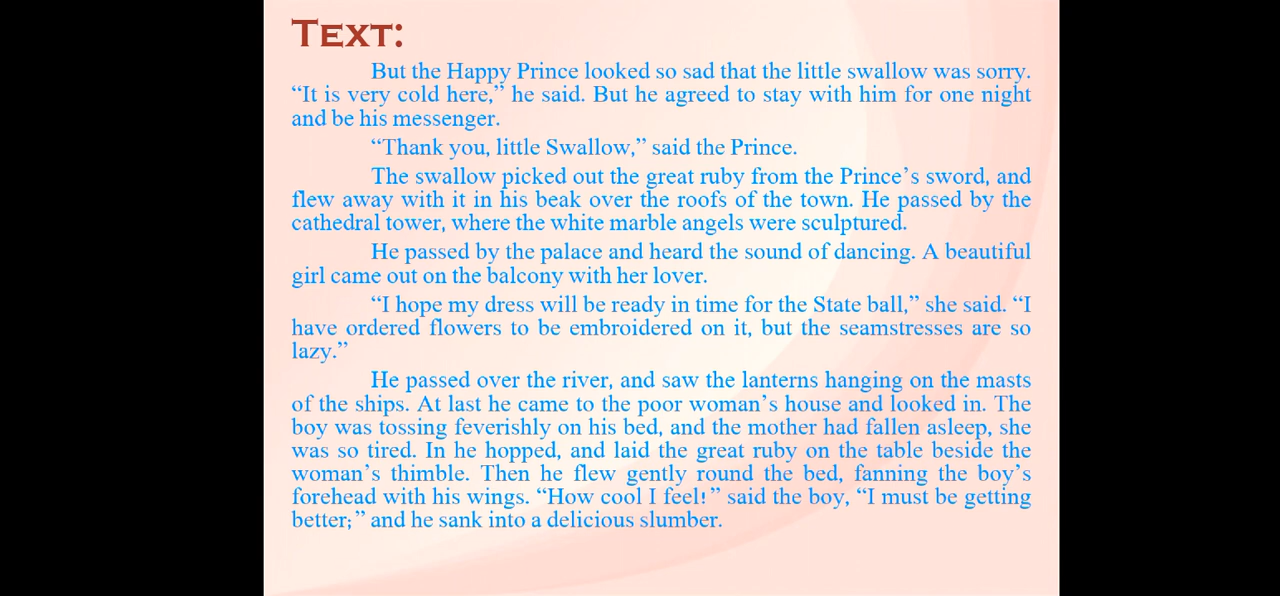 TEXT:
But the Happy Prince looked so sad that the little swallow was sorry.
“It is very cold here,” he said. But he agreed to stay with him for one night
and be his messenger.
“Thank you, little Swallow,” said the Prince.
The swallow picked out the great ruby from the Prince’s sword, and
flew away with it in his beak over the roofs of the town. He passed by the
cathedral tower, where the white marble angels were sculptured.
He passed by the palace and heard the sound of dancing. A beautiful
girl came out on the balcony with her lover.
“I hope my dress will be ready in time for the State ball,” she said. “I
have ordered flowers to be embroidered on it, but the seamstresses are so
lazy.”
He passed over the river, and saw the lanterns hanging on the masts
of the ships. At last he came to the poor woman’s house and looked in. The
boy was tossing feverishly on his bed, and the mother had fallen asleep, she
was so tired. In he hopped, and laid the great ruby on the table beside the
woman’s thimble. Then he flew gently round the bed, fanning the boy’s
forehead with his wings. “How cool I feel!” said the boy, “I must be getting
better;” and he sank into a delicious slumber.